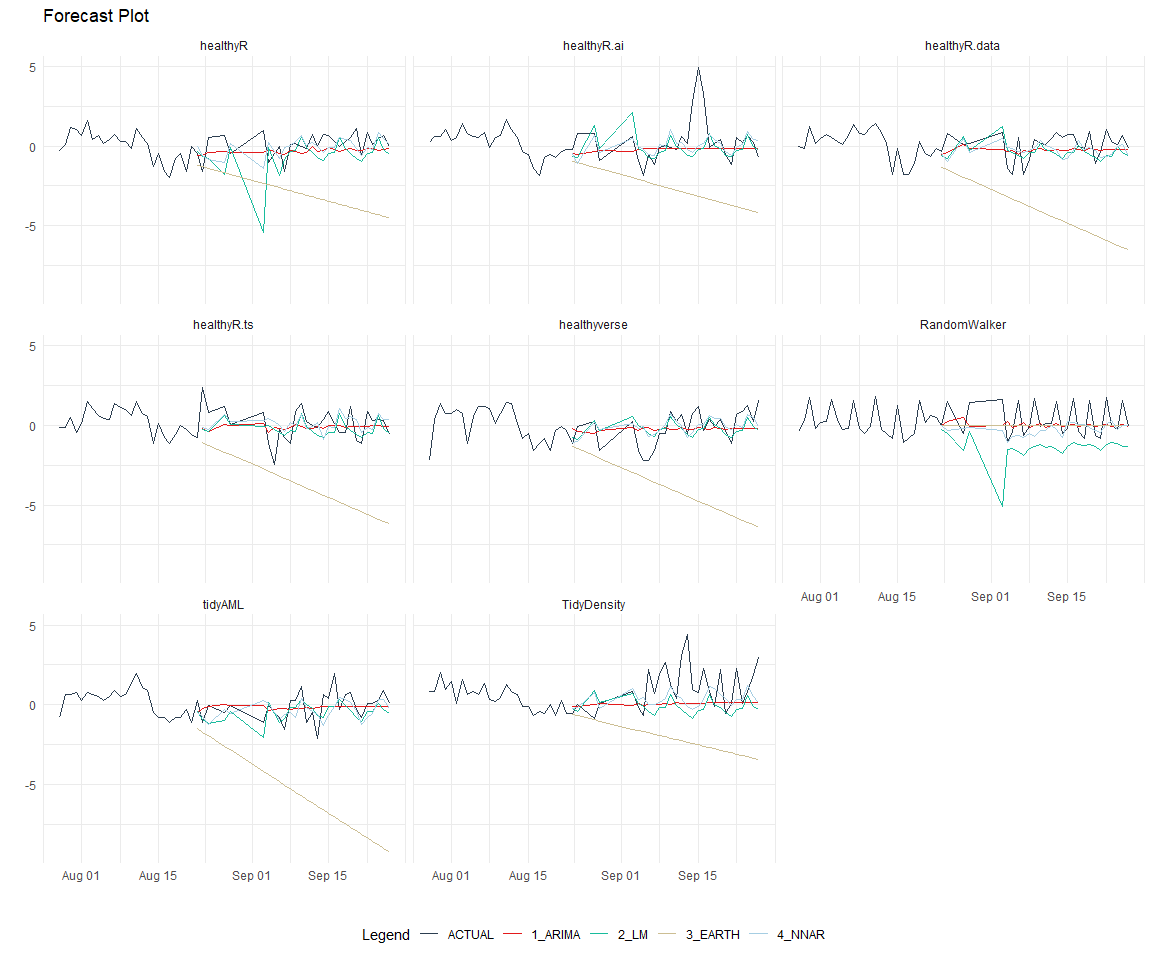 Forecast Plot
healthyR healthyR.ai healthyR.data
5
0
-5
healthyR.ts healthyverse RandomWalker
5
0
-5
Aug 01 Aug 15 Sep 01 Sep 15
tidyAML TidyDensity
5
0
-5
Aug 01 Aug 15 Sep 01 Sep 15 Aug 01 Aug 15 Sep 01 Sep 15
Legend ACTUAL 1_ARIMA 2_LM 3_EARTH 4_NNAR